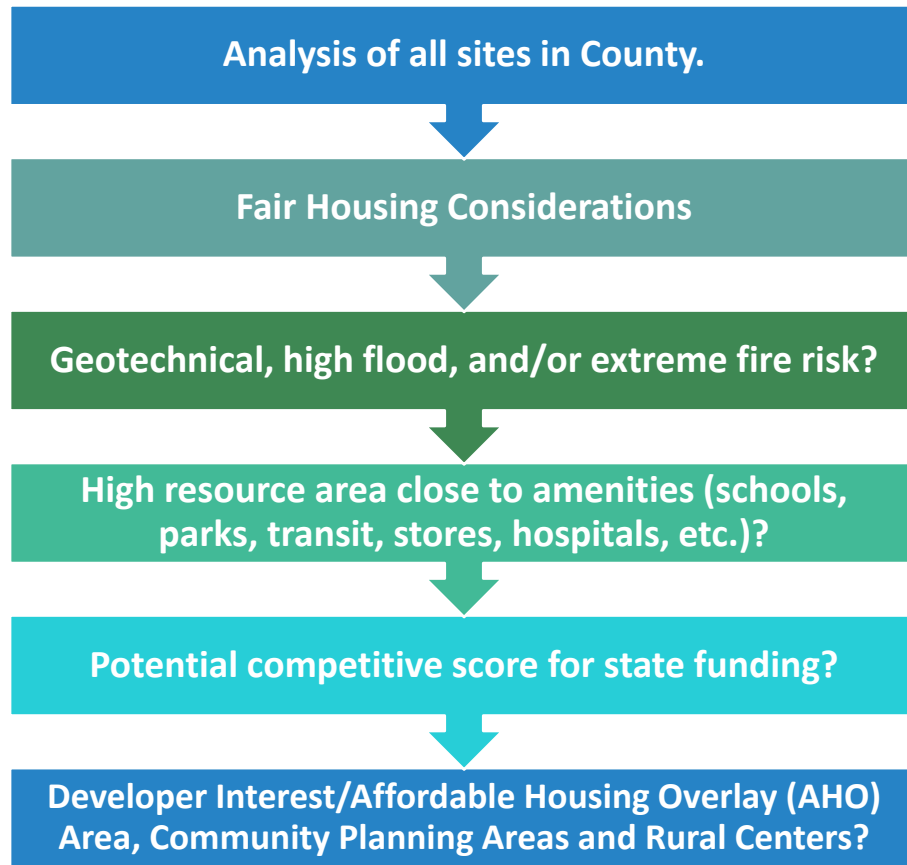 Analysis of all sites in County.
Fair Housing Considerations
Geotechnical, high flood, and/or extreme fire risk?
High resource area close to amenities (schools,
parks, transit, stores, hospitals, etc.)?
Potential competitive score for state funding?
Developer Interest/Affordable Housing Overlay (AHO)
Area, Community Planning Areas and Rural Centers?